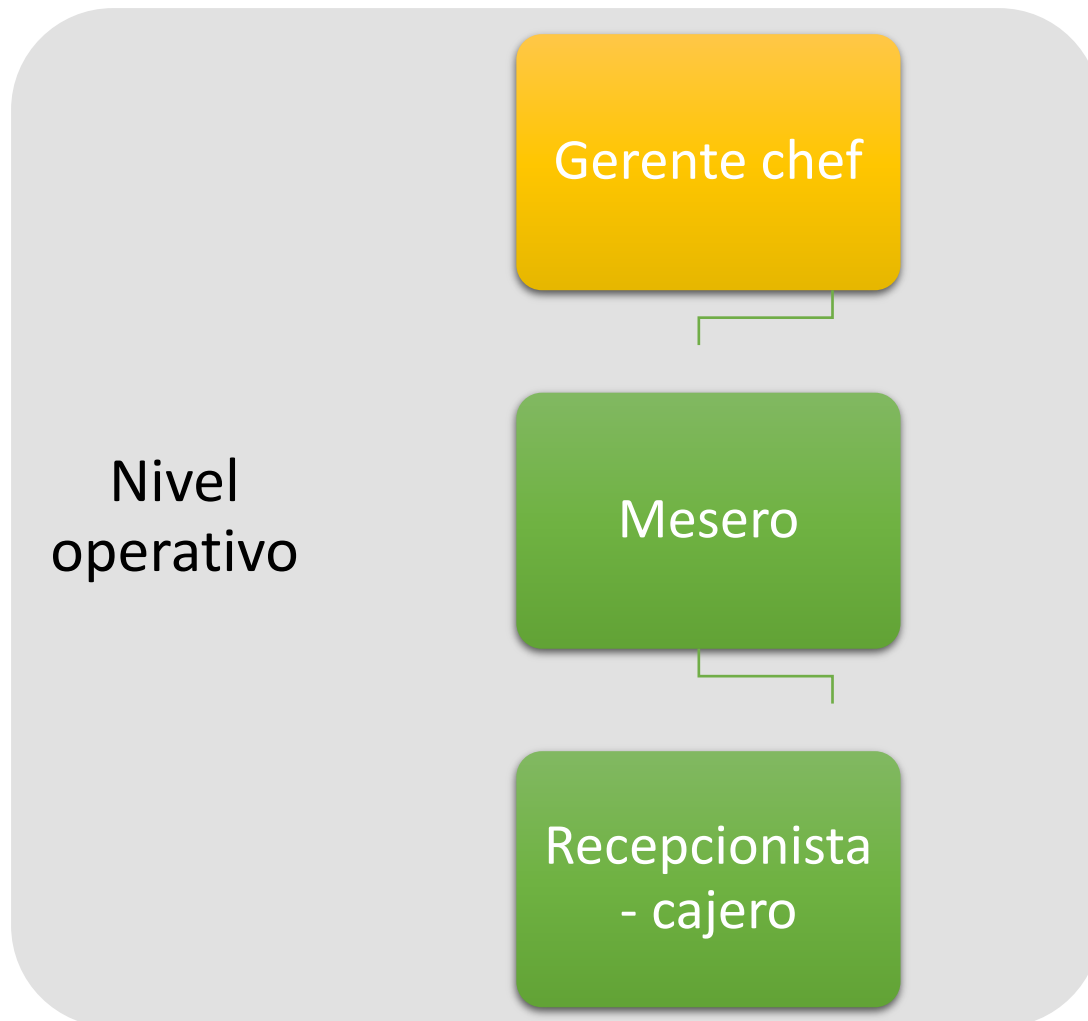 Gerente chef
Nivel
operativo
Mesero
Recepcionista
- cajero